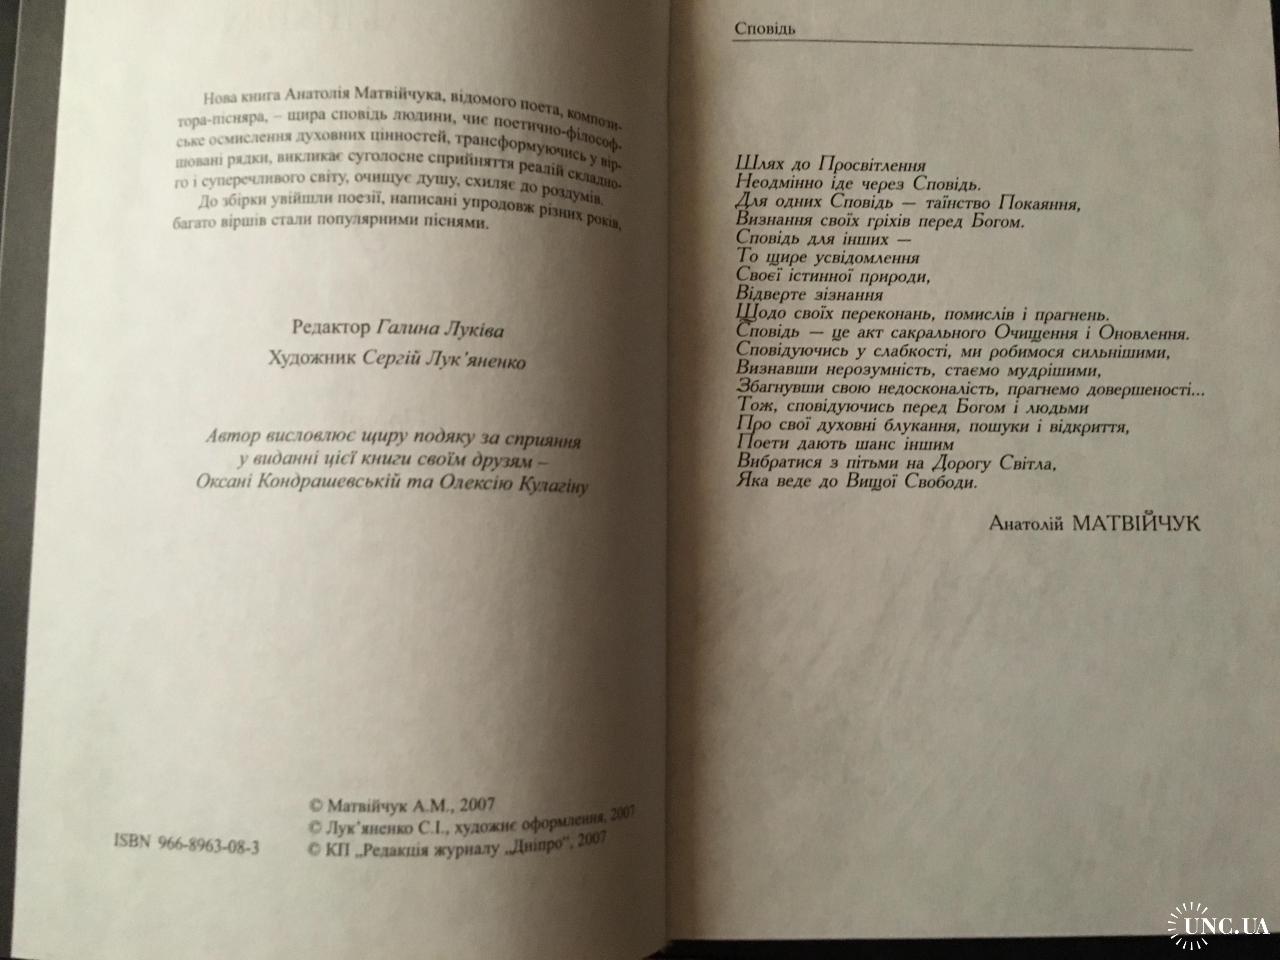 Нова книга Анатолія Матвійчука, відомого поета, компози-
тора-пісняра, – щира сповідь людини, чиє поетично-філософ-
ське осмислення духовних цінностей, трансформуючись у вір-
шовані рядки, викликає суголосне сприйняття реалій складно-
го і суперечливого світу, очищує душу, схиляє до роздумів.
До збірки увійшли поезії, написані упродовж різних років,
багато віршів стали популярними піснями.
Редактор Галина Луківа
Художник Сергій Лук’яненко
Автор висловлює щиру подяку за сприяння
у виданні цієї книги своїм друзям –
Оксані Кондрашевській та Олексію Кулагіну
© Матвійчук А.М., 2007
© Лук’яненко С.І., художнє оформлення, 2007
ISBN 966-8963-08-3
© КП „Редакція журналу „Дніпро“, 2007
Сповідь
Шлях до Просвітлення
Неодмінно іде через Сповідь.
Для одних Сповідь — таїнство Покаяння,
Визнання своїх гріхів перед Богом.
Сповідь для інших —
То щире усвідомлення
Своєї істинної природи,
Відверте зізнання
Щодо своїх переконань, помислів і прагнень.
Сповідь — це акт сакрального Очищення і Оновлення.
Сповідуючись у слабкості, ми робимося сильнішими,
Визнавши нерозумність, стаємо мудрішими,
Збагнувши свою недосконалість, прагнемо довершеності...
Тож, сповідуючись перед Богом і людьми
Про свої духовні блукання, пошуки і відкриття,
Поети дають шанс іншим
Вибратися з пітьми на Дорогу Світла,
Яка веде до Вищої Свободи.
Анатолій МАТВІЙЧУК
UNC.UA